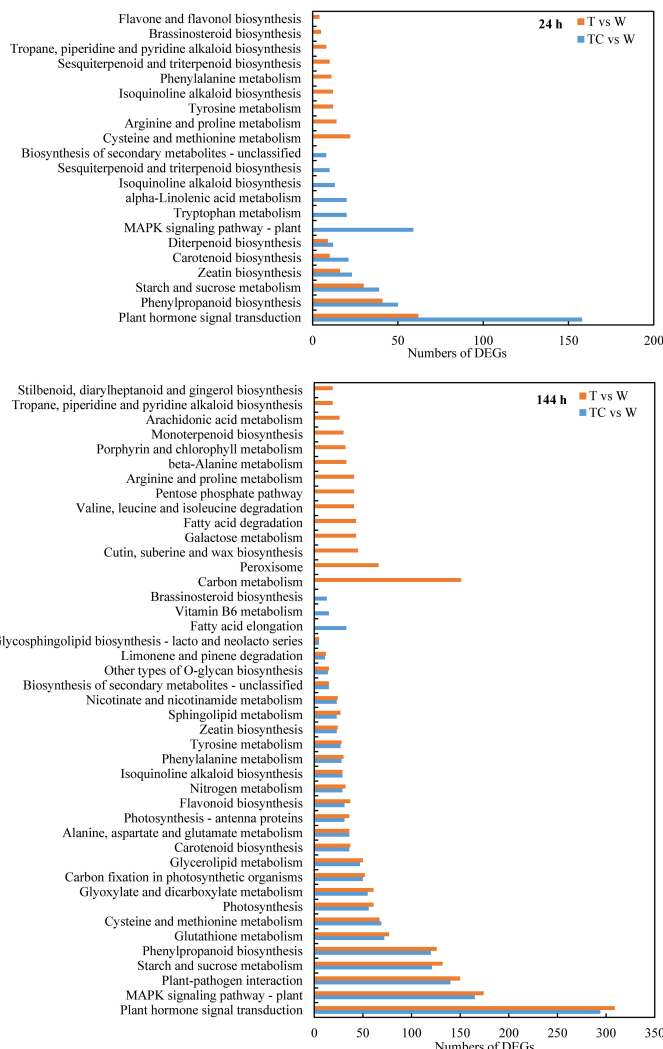 Flavone and flavonol biosynthesis
24 h
T vs W
Brassinosteroid biosynthesis
TC vs W
Tropane, piperidine and pyridine alkaloid biosynthesis
Sesquiterpenoid and triterpenoid biosynthesis
Phenylalanine metabolism
Isoquinoline alkaloid biosynthesis
Tyrosine metabolism
Arginine and proline metabolism
Cysteine and methionine metabolism
Biosynthesis of secondary metabolites - unclassified
Sesquiterpenoid and triterpenoid biosynthesis
Isoquinoline alkaloid biosynthesis
alpha-Linolenic acid metabolism
Tryptophan metabolism
MAPK signaling pathway - plant
Diterpenoid biosynthesis
Carotenoid biosynthesis
Zeatin biosynthesis
Starch and sucrose metabolism
Phenylpropanoid biosynthesis
Plant hormone signal transduction
0 50 100 150 200
Numbers of DEGs
Stilbenoid, diarylheptanoid and gingerol biosynthesis
144 h
T vs W
TC vs W
Tropane, piperidine and pyridine alkaloid biosynthesis
Arachidonic acid metabolism
Monoterpenoid biosynthesis
Porphyrin and chlorophyll metabolism
beta-Alanine metabolism
Arginine and proline metabolism
Pentose phosphate pathway
Valine, leucine and isoleucine degradation
Fatty acid degradation
Galactose metabolism
Cutin, suberine and wax biosynthesis
Peroxisome
Carbon metabolism
Brassinosteroid biosynthesis
Vitamin B6 metabolism
Fatty acid elongation
Glycosphingolipid biosynthesis - lacto and neolacto series
Limonene and pinene degradation
Other types of O-glycan biosynthesis
Biosynthesis of secondary metabolites - unclassified
Nicotinate and nicotinamide metabolism
Sphingolipid metabolism
Zeatin biosynthesis
Tyrosine metabolism
Phenylalanine metabolism
Isoquinoline alkaloid biosynthesis
Nitrogen metabolism
Flavonoid biosynthesis
Photosynthesis - antenna proteins
Alanine, aspartate and glutamate metabolism
Carotenoid biosynthesis
Glycerolipid metabolism
Carbon fixation in photosynthetic organisms
Glyoxylate and dicarboxylate metabolism
Photosynthesis
Cysteine and methionine metabolism
Glutathione metabolism
Phenylpropanoid biosynthesis
Starch and sucrose metabolism
Plant-pathogen interaction
MAPK signaling pathway - plant
Plant hormone signal transduction
0 50 100 150 200 250 300 350
Numbers of DEGs